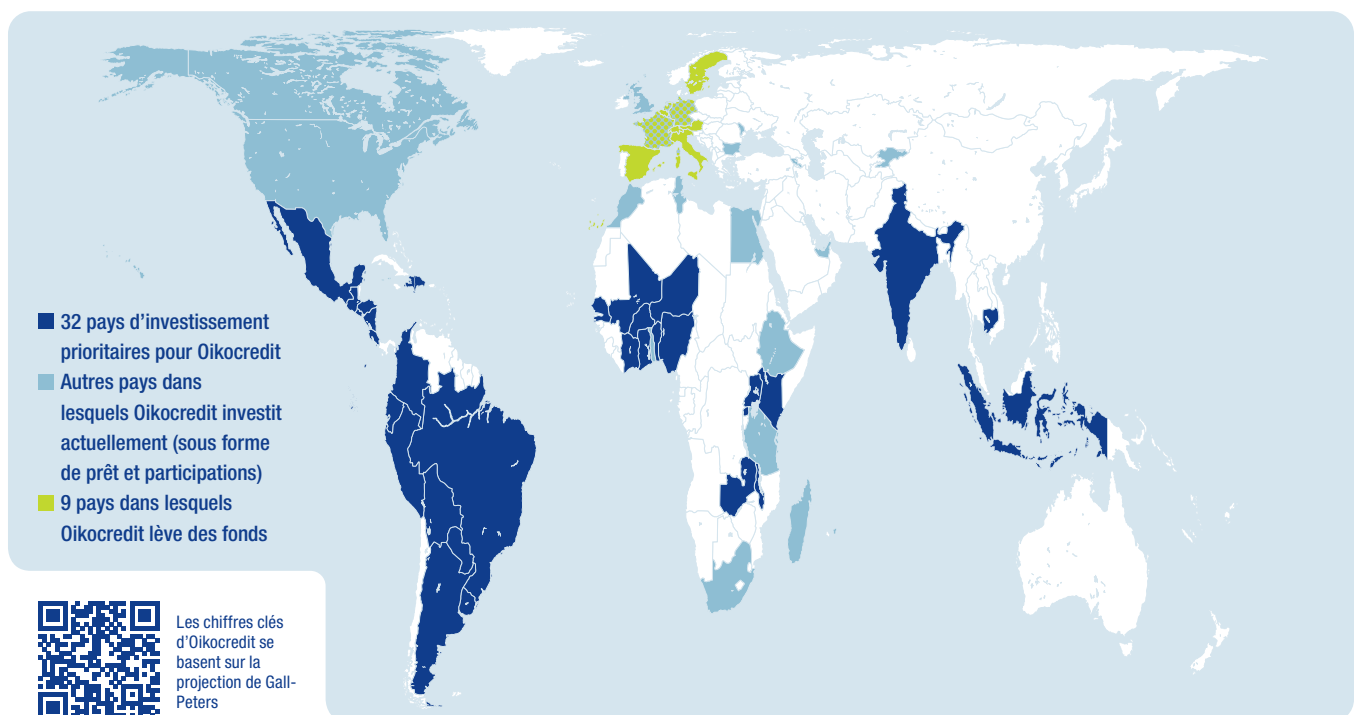 32 pays d’investissement
prioritaires pour Oikocredit
Autres pays dans
lesquels Oikocredit investit
actuellement (sous forme
de prêt et participations)
9 pays dans lesquels
Oikocredit lève des fonds
Les chiffres clés
d’Oikocredit se
basent sur la
projection de Gall-
Peters